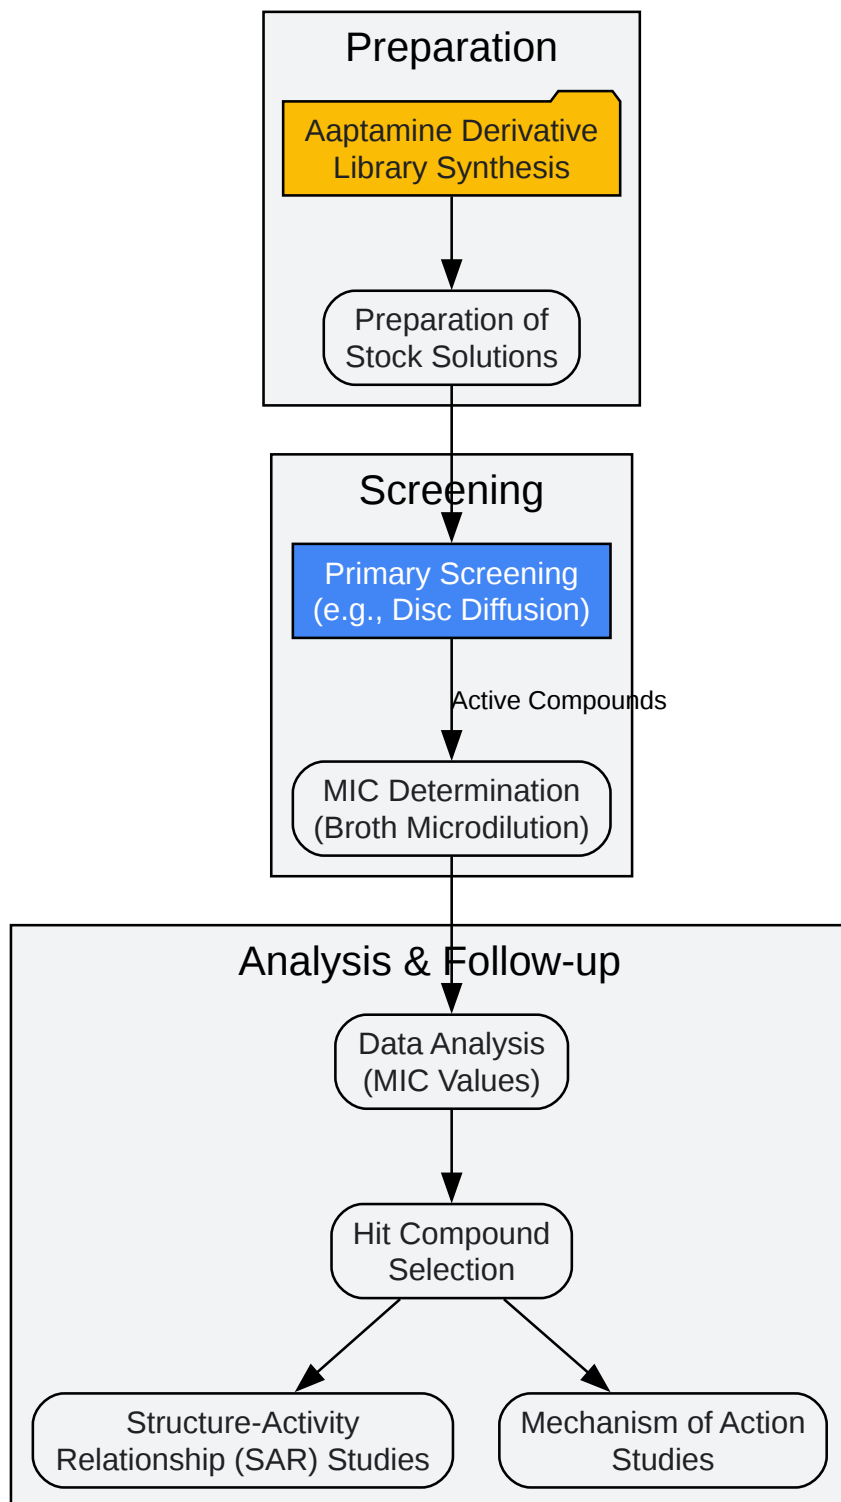 Preparation
Aaptamine Derivative
Library Synthesis
Preparation of
Stock Solutions
Screening
Primary Screening
(e.g., Disc Diffusion)
Active Compounds
MIC Determination
(Broth Microdilution)
Analysis & Follow-up
Data Analysis
(MIC Values)
Hit Compound
Selection
Structure-Activity
Relationship (SAR) Studies
Mechanism of Action
Studies